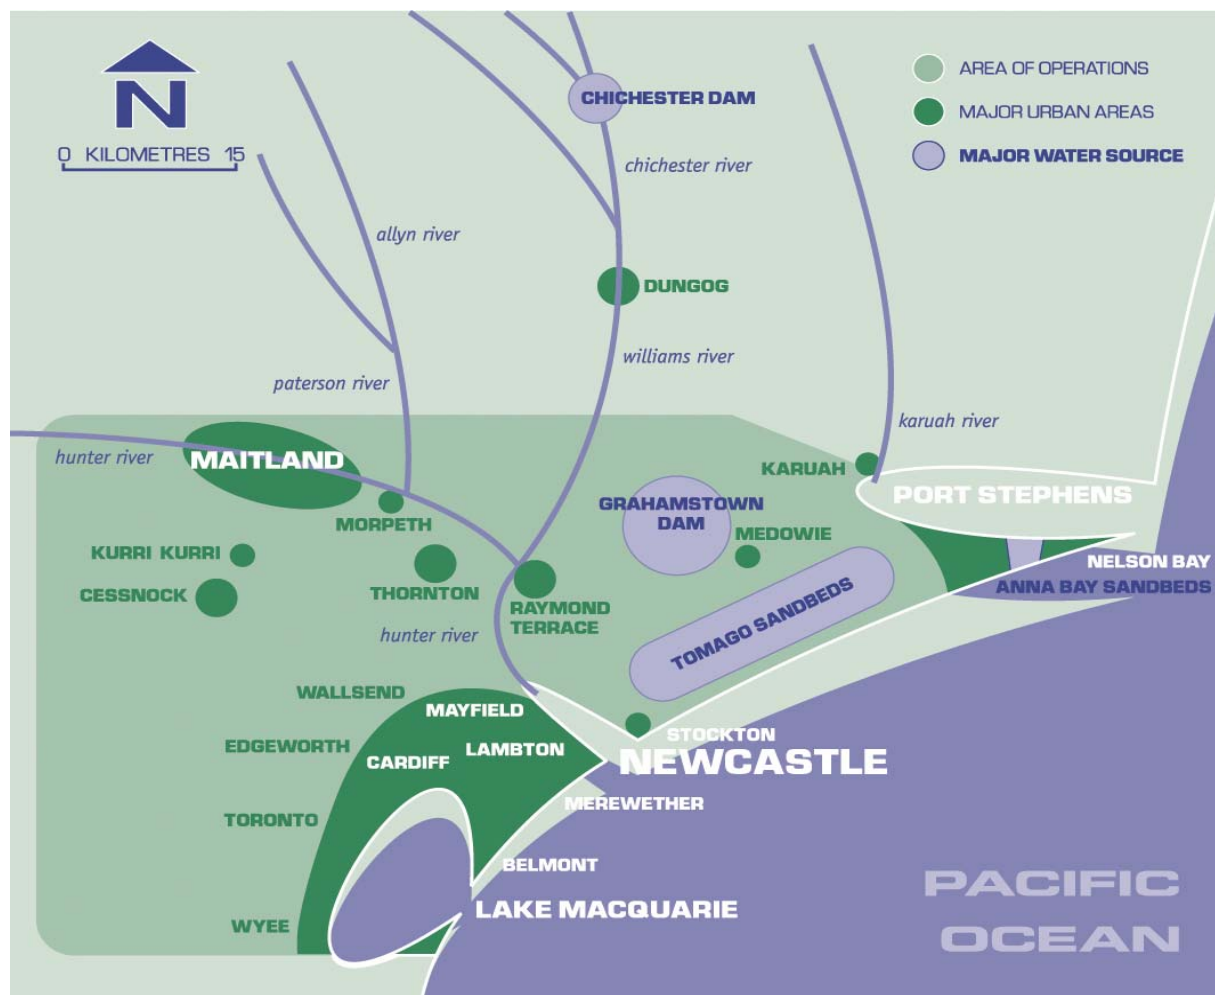 N
0 KILOMETRES 15
AREA OF OPERATIONS
MAJOR URBAN AREAS
MAJOR WATER SOURCE
CHICHESTER DAM
chichester river
allyn river
DUNGOG
williams river
paterson river
karuah river
hunter river
MAITLAND
KARUAH
PORT STEPHENS
GRAHAMSTOWN
DAM
MORPETH
MEDOWIE
KURRI KURRI
NELSON BAY
CESSNOCK
THORNTON
ANNA BAY SANDBEDS
RAYMOND
TERRACE
TOMAGO SANDBEDS
hunter river
WALLSEND
MAYFIELD
STOCKTON
EDGEWORTH
LAMBTON
CARDIFF
NEWCASTLE
MEREWETHER
TORONTO
BELMONT
LAKE MACQUARIE
WYEE
PACIFIC
OCEAN